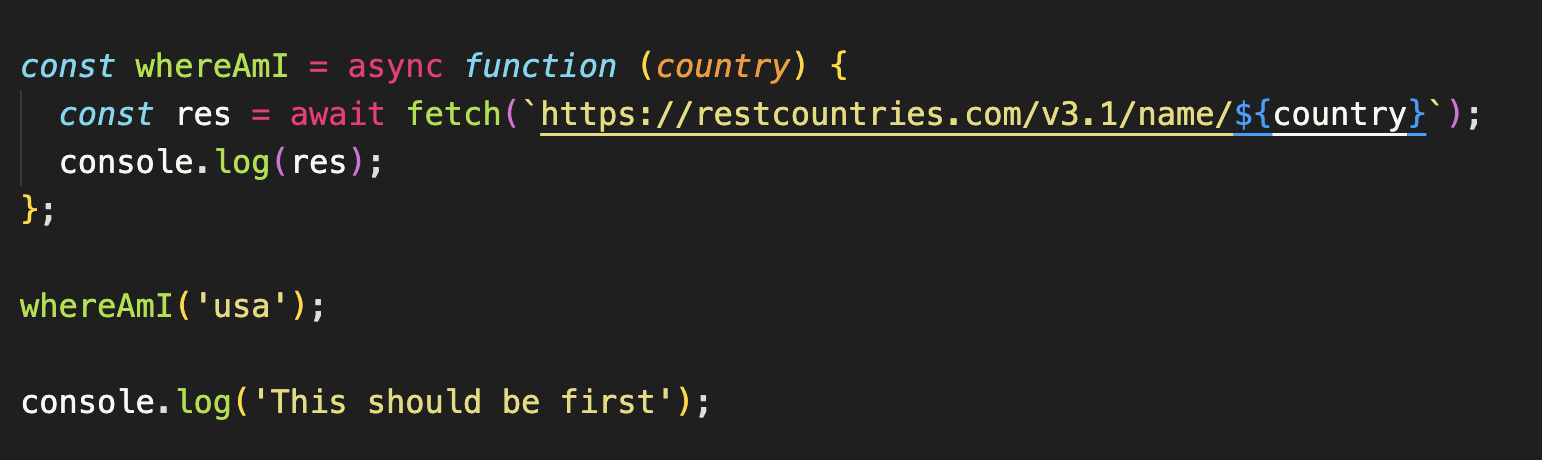 const whereAmI = async function (country) {
  const res = await fetch(`https://restcountries.com/v3.1/name/${country}`);
  console.log(res);
};
whereAmI('usa');
console.log('This should be first');